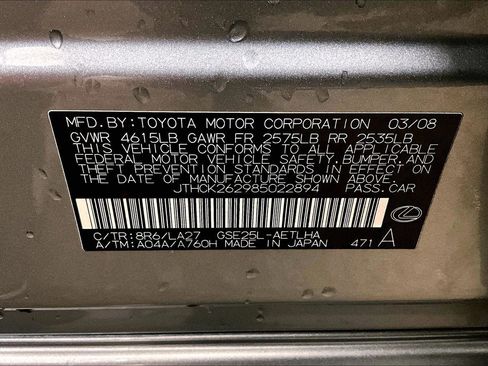 MFD. BY: TOYOTA MOTOR CORPORATION 03/08
GVWR 4615LB GAWR FR 2575LB RR 2535LB
THIS VEHICLE CONFORMS TO ALL APPLICABLE
FEDERAL MOTOR VEHICLE SAFETY, BUMPER, AND
THEFT PREVENTION STANDARDS IN EFFECT ON
THE DATE OF MANUFACTURE SHOWN ABOVE.
JTHCK262985022894 PASS. CAR
C/TR: 8R6/LA27 GSE25L-AETLHA
A/TM: A04A/A760H MADE IN JAPAN 471 A